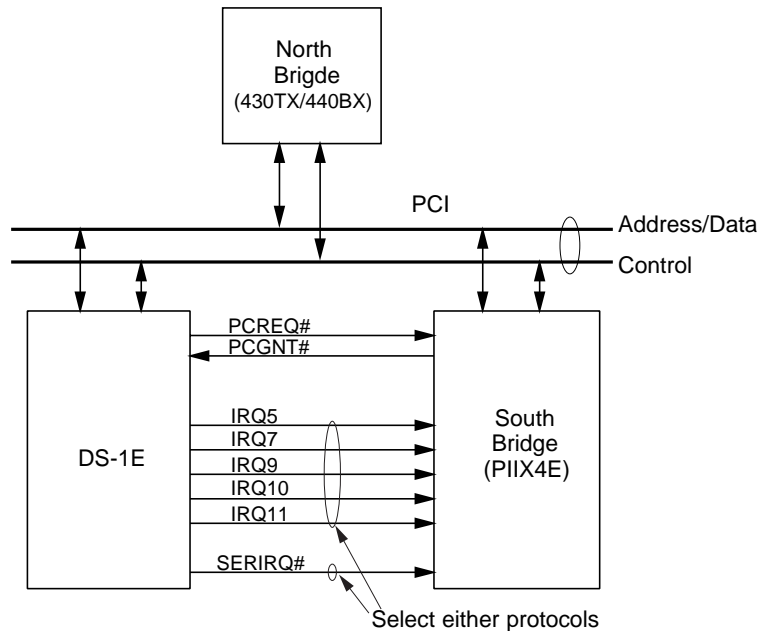 North
Brigde
(430TX/440BX)
PCI
Address/Data
Control
PCREQ#
PCGNT#
IRQ5
IRQ7
IRQ9
IRQ10
IRQ11
SERIRQ#
DS-1E
South
Bridge
(PIIX4E)
Select either protocols